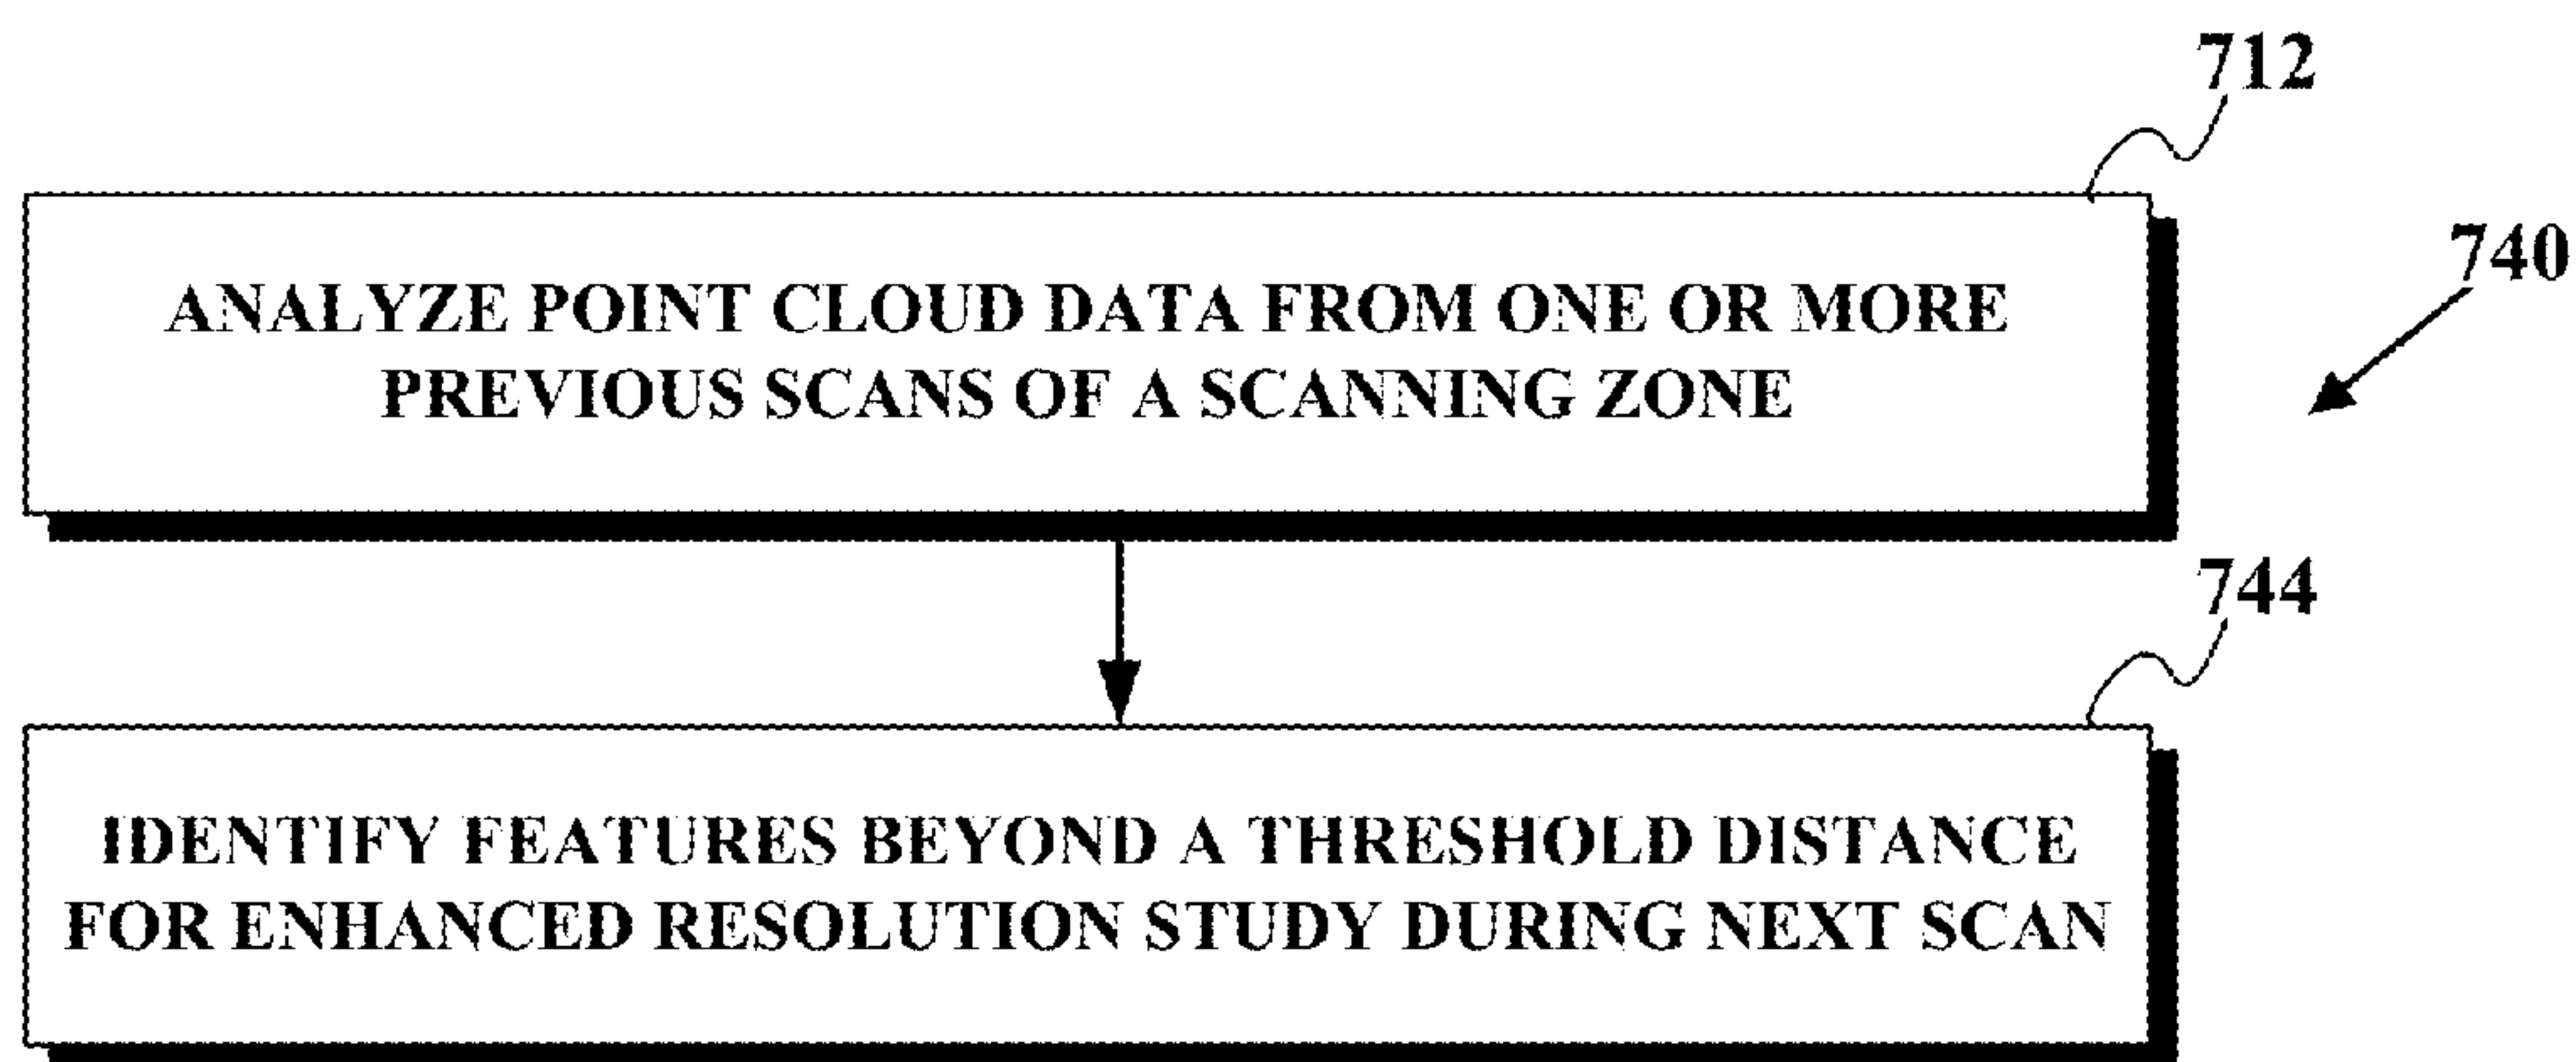 712
740
ANALYZE POINT CLOUD DATA FROM ONE OR MORE
PREVIOUS SCANS OF A SCANNING ZONE
744
IDENTIFY FEATURES BEYOND A THRESHOLD DISTANCE
FOR ENHANCED RESOLUTION STUDY DURING NEXT SCAN